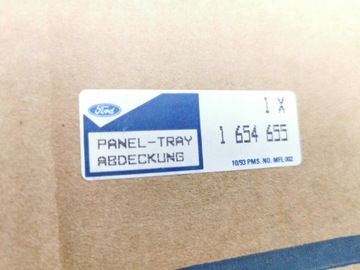 Ford
1 X
PANEL-TRAY
ABDECKUNG
1 654 655
10/93 PMS. NO. MFL 002